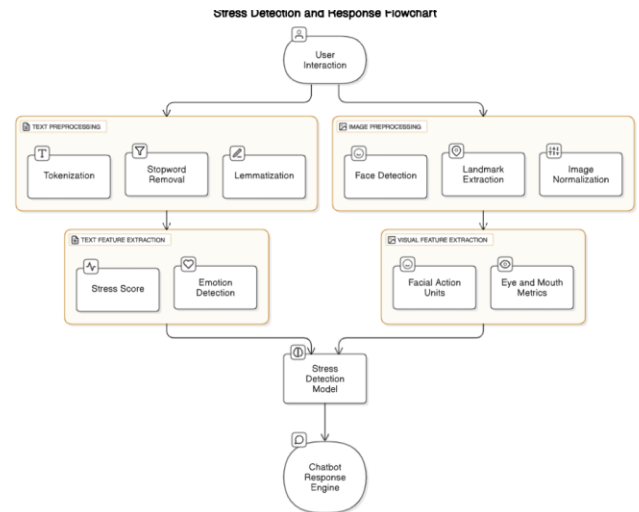 Stress Detection and Response Flowchart
User
Interaction
TEXT PREPROCESSING
T
Tokenization
Stopword
Removal
Lemmatization
IMAGE PREPROCESSING
Face Detection
Landmark
Extraction
Image
Normalization
TEXT FEATURE EXTRACTION
Stress Score
Emotion
Detection
VISUAL FEATURE EXTRACTION
Facial Action
Units
Eye and Mouth
Metrics
Stress
Detection
Model
Chatbot
Response
Engine